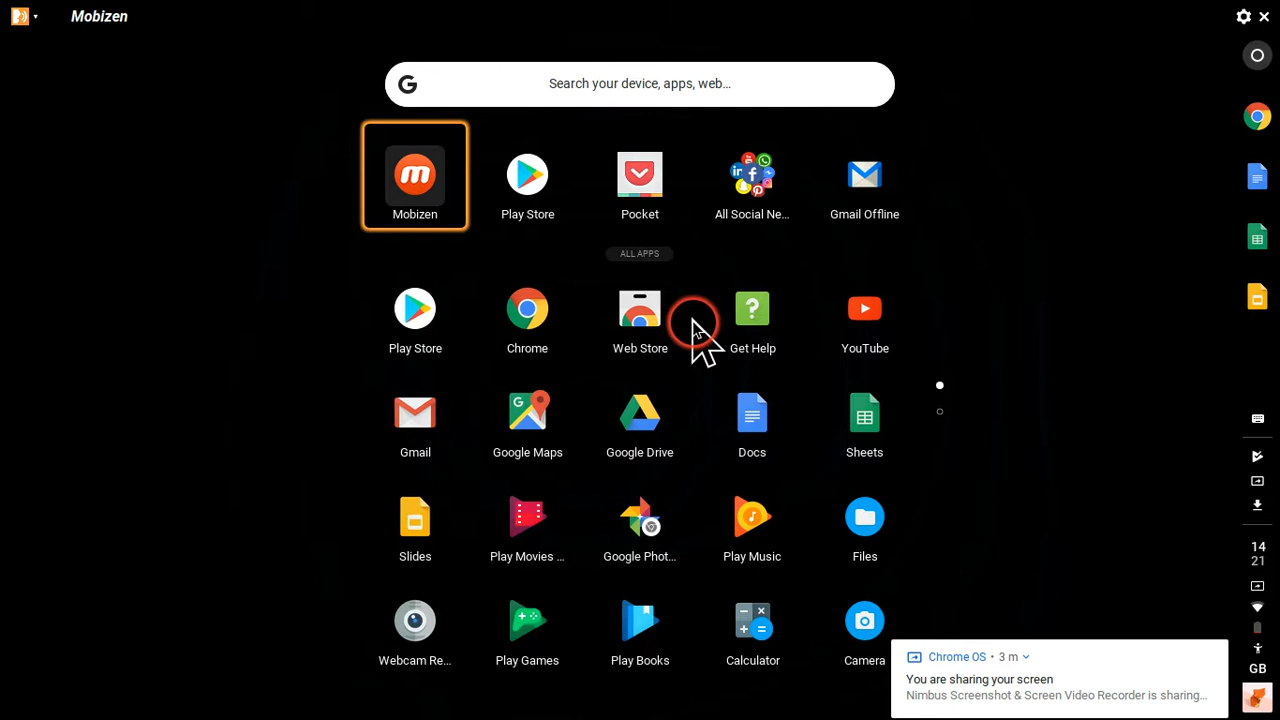 Mobizen
Search your device, apps, web...
Mobizen
Play Store
Pocket
All Social Ne...
Gmail Offline
ALL APPS
Play Store
Chrome
Web Store
Get Help
YouTube
Gmail
Google Maps
Google Drive
Docs
Sheets
Slides
Play Movies ...
Google Phot...
Play Music
Files
Webcam Re...
Play Games
Play Books
Calculator
Camera
14
21
GB
Chrome OS • 3 m
You are sharing your screen
Nimbus Screenshot & Screen Video Recorder is sharing...